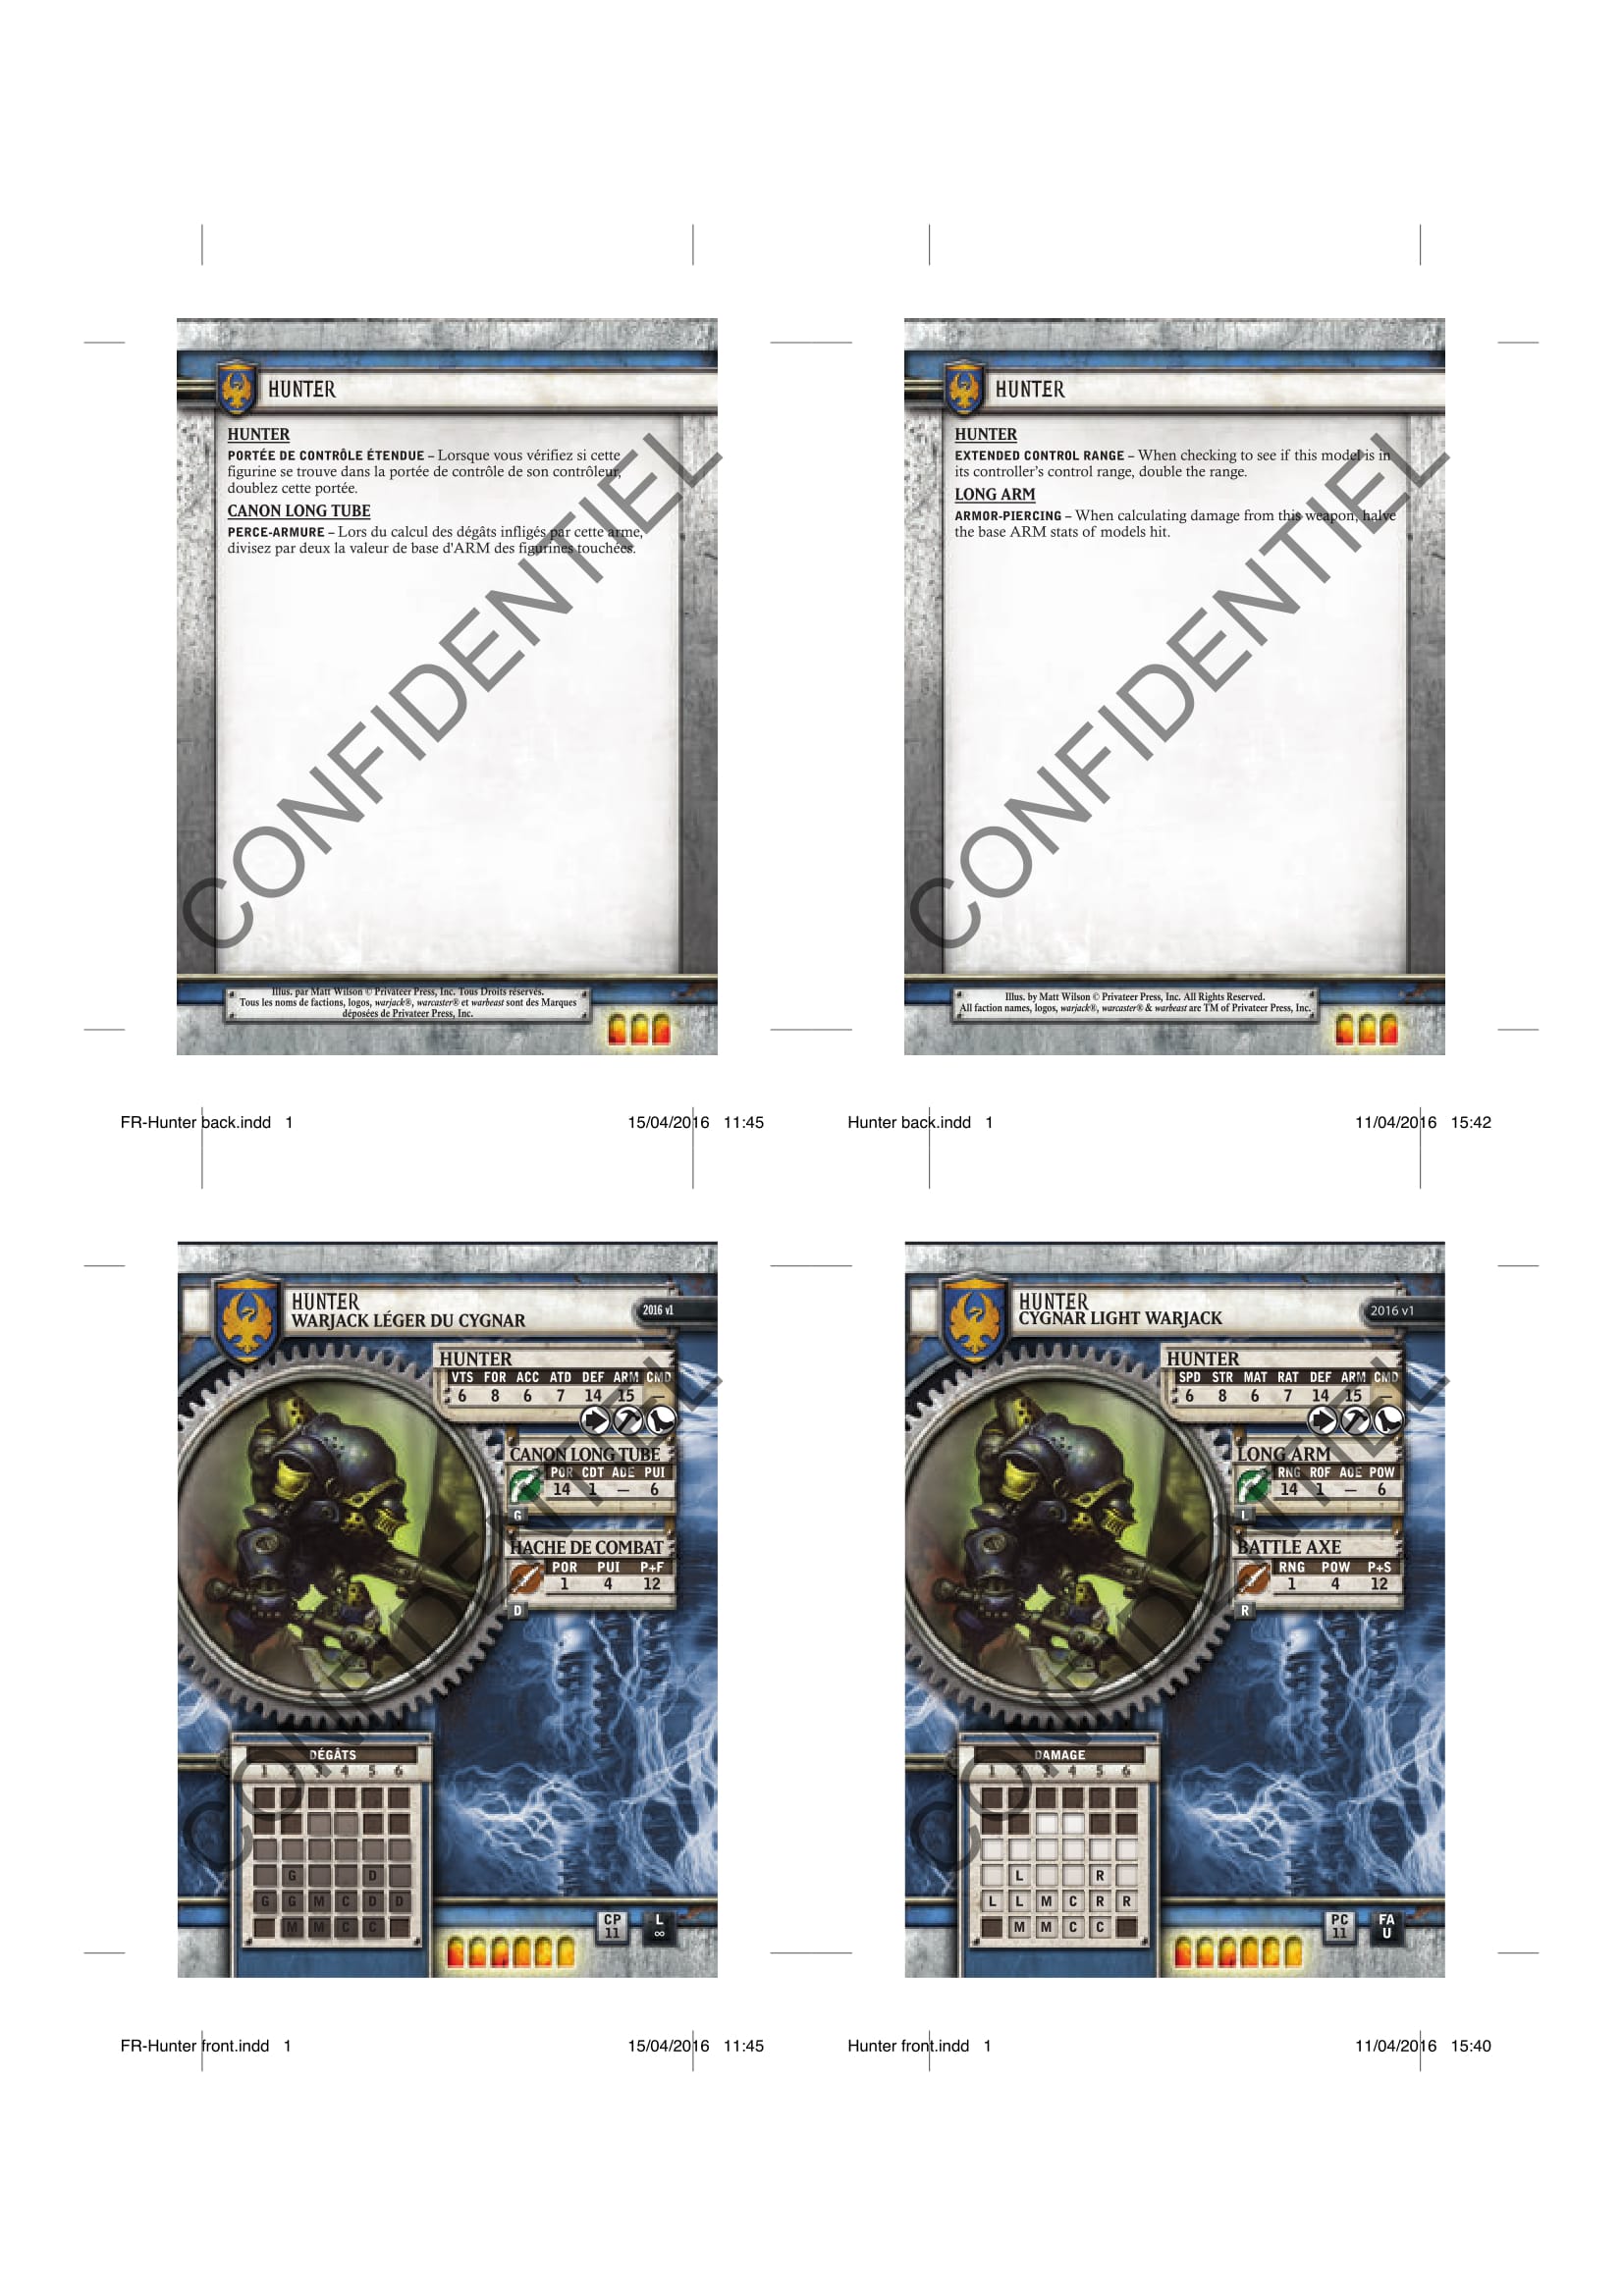 HUNTER
HUNTER
PORTÉE DE CONTRÔLE ÉTENDUE – Lorsque vous vérifiez si cette
figurine se trouve dans la portée de contrôle de son contrôleur,
doublez cette portée.
CANON LONG TUBE
PERCE-ARMURE – Lors du calcul des dégâts infligés par cette arme,
divisez par deux la valeur de base d'ARM des figurines touchées.
CONFIDENTIEL
Illus. par Matt Wilson © Privateer Press, Inc. Tous Droits réservés.
Tous les noms de factions, logos, warjack®, warcaster® et warbeast sont des Marques
déposées de Privateer Press, Inc.
FR-Hunter back.indd 1 15/04/2016 11:45
HUNTER
HUNTER
EXTENDED CONTROL RANGE – When checking to see if this model is in
its controller's control range, double the range.
LONG ARM
ARMOR-PIERCING – When calculating damage from this weapon, halve
the base ARM stats of models hit.
CONFIDENTIEL
Illus. by Matt Wilson © Privateer Press, Inc. All Rights Reserved.
All faction names, logos, warjack®, warcaster® & warbeast are TM of Privateer Press, Inc.
Hunter back.indd 1 11/04/2016 15:42
HUNTER
WARJACK LÉGER DU CYGNAR
2016 v1
HUNTER
VTS FOR ACC ATD DEF ARM CMD
6 8 6 7 14 15 —
CANON LONG TUBE
POR CDT ADE PUI
14 1 — 6
G
HACHE DE COMBAT
POR PUI P+F
1 4 12
D
CONFIDENTIEL
DÉGÂTS
1 2 3 4 5 6
G D
G G M C D D
M M C C
CP L
11 ∞
FR-Hunter front.indd 1 15/04/2016 11:45
HUNTER
CYGNAR LIGHT WARJACK
2016 v1
HUNTER
SPD STR MAT RAT DEF ARM CMD
6 8 6 7 14 15 —
LONG ARM
RNG ROF AOE POW
14 1 — 6
L
BATTLE AXE
RNG POW P+S
1 4 12
R
CONFIDENTIEL
DAMAGE
1 2 3 4 5 6
L R
L L M C R R
M M C C
PC FA
11 U
Hunter front.indd 1 11/04/2016 15:40